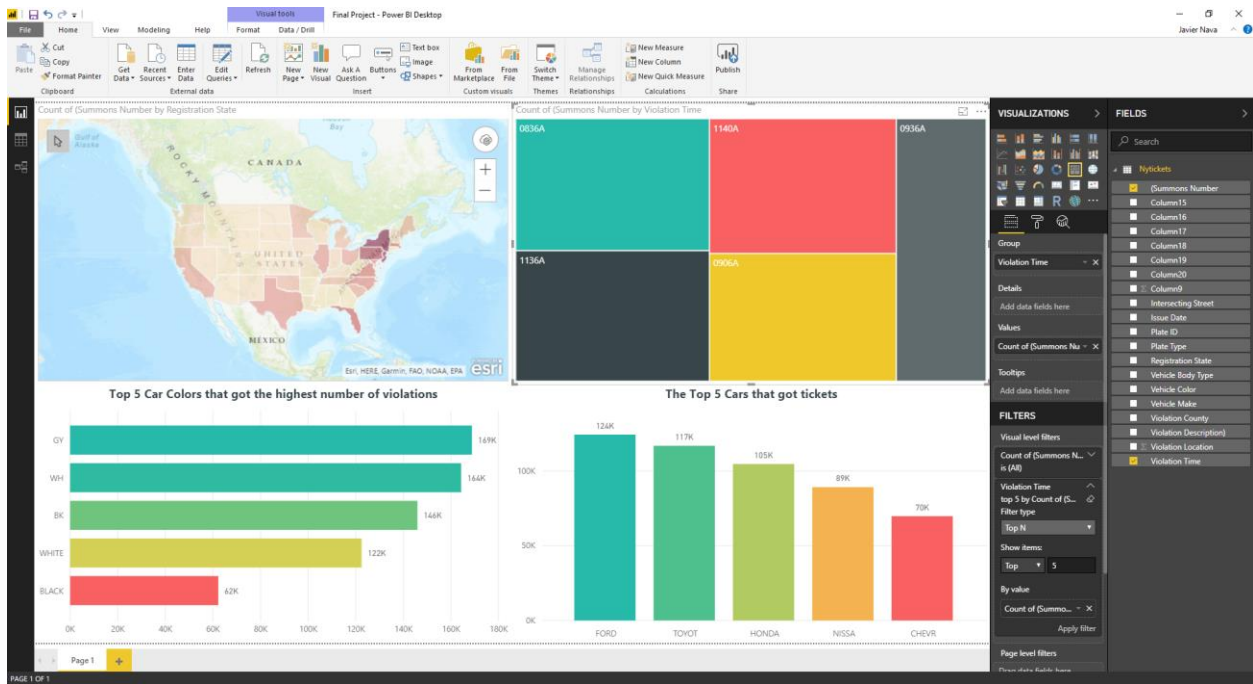 Visual tools
Final Project - Power BI Desktop
Javier Nava
File
Home
View
Modeling
Help
Format
Data / Drill
Paste
Cut
Copy
Format Painter
Clipboard
Get Data
Recent Sources
Enter Data
Edit Queries
Refresh
External data
New Page
New Visual
Ask A Question
Buttons
Text box
Image
Shapes
Insert
From Marketplace
From File
Custom visuals
Switch Theme
Themes
Manage Relationships
Relationships
New Measure
New Column
New Quick Measure
Calculations
Publish
Share
Count of (Summons Number by Registration State
Gulf of Alaska
Bay
ROCKY MOUNTAINS
CANADA
UNITED STATES
MEXICO
Esri, HERE, Garmin, FAO, NOAA, EPA
esri
Count of (Summons Number by Violation Time
0836A
1140A
0936A
1136A
0906A
Top 5 Car Colors that got the highest number of violations
GY
169K
WH
164K
BK
146K
WHITE
122K
BLACK
62K
0K 20K 40K 60K 80K 100K 120K 140K 160K 180K
The Top 5 Cars that got tickets
124K
117K
105K
89K
70K
100K
50K
0K
FORD TOYOT HONDA NISSA CHEVR
VISUALIZATIONS
R
Group
Violation Time
Details
Add data fields here
Values
Count of (Summons Nu
Tooltips
Add data fields here
FILTERS
Visual level filters
Count of (Summons N...
is (All)
Violation Time
top 5 by Count of (S...
Filter type
Top N
Show items:
Top 5
By value
Count of (Summo...
Apply filter
Page level filters
Drag data fields here
FIELDS
Search
Nytickets
(Summons Number
Column15
Column16
Column17
Column18
Column19
Column20
Σ Column9
Intersecting Street
Issue Date
Plate ID
Plate Type
Registration State
Vehicle Body Type
Vehicle Color
Vehicle Make
Violation County
Violation Description)
Σ Violation Location
Violation Time
Page 1
PAGE 1 OF 1